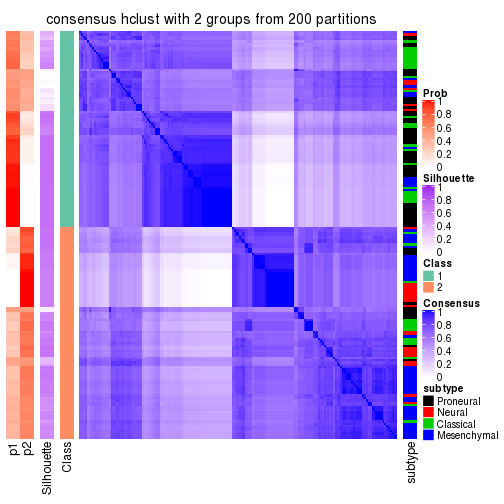 consensus hclust with 2 groups from 200 partitions
Prob
1
0.8
0.6
0.4
0.2
0
Silhouette
1
0.8
0.6
0.4
0.2
0
Class
1
2
Consensus
1
0.8
0.6
0.4
0.2
0
subtype
Proneural
Neural
Classical
Mesenchymal
p1
p2
Silhouette
Class
subtype